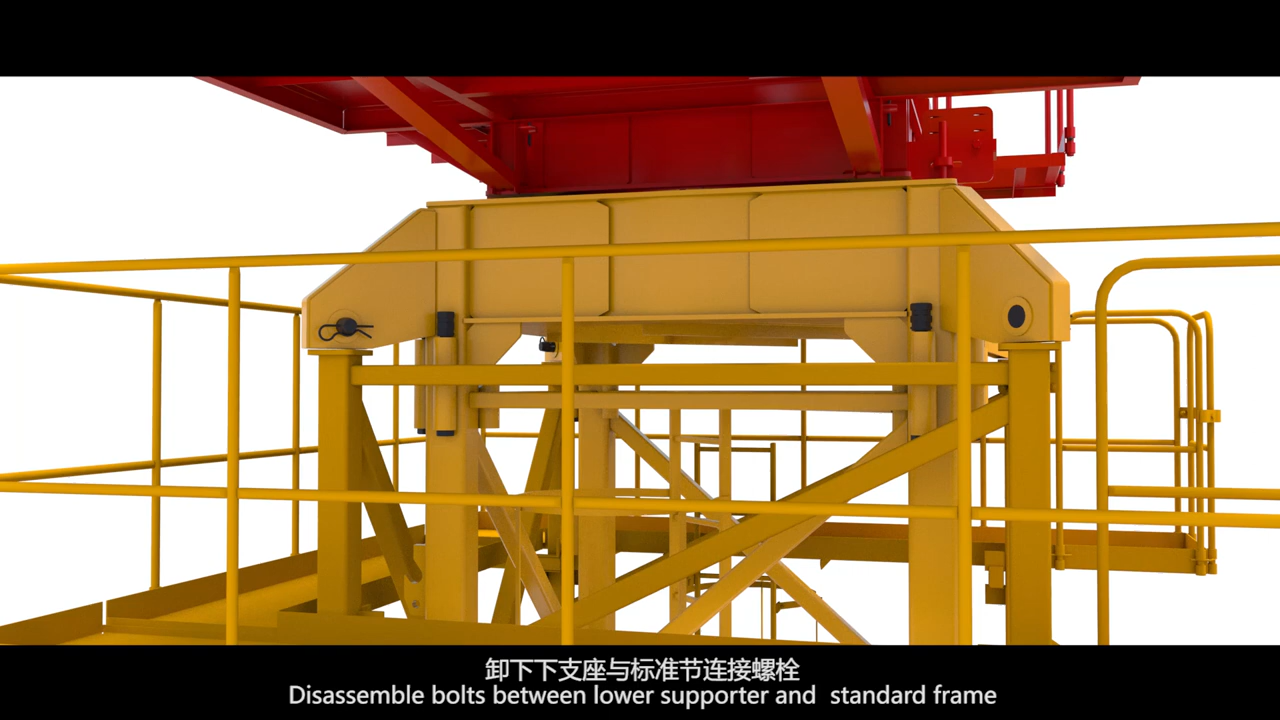 卸下下支座与标准节连接螺栓
Disassemble bolts between lower supporter and  standard frame